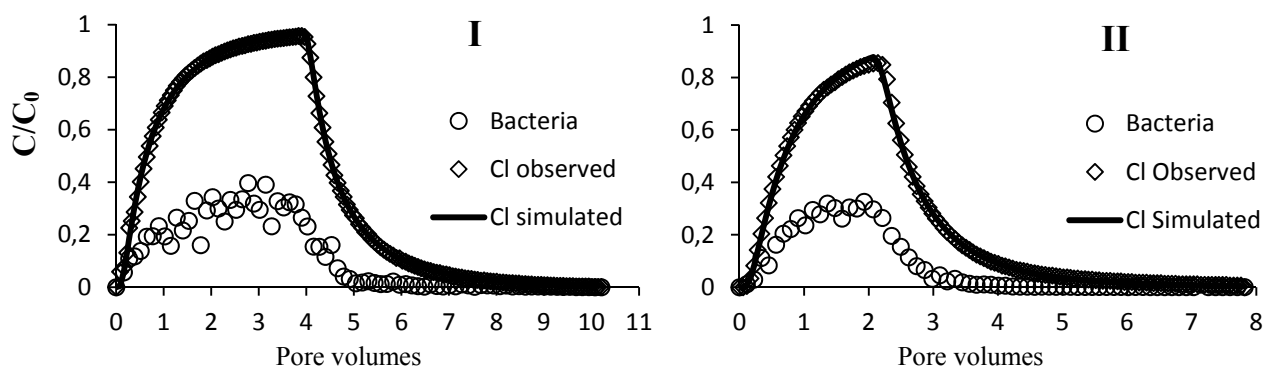 I
C/C₀
1
0,8
0,6
0,4
0,2
0
Bacteria
Cl observed
Cl simulated
0 1 2 3 4 5 6 7 8 9 10 11
Pore volumes
II
1
0,8
0,6
0,4
0,2
0
Bacteria
Cl Observed
Cl Simulated
0 1 2 3 4 5 6 7 8
Pore volumes